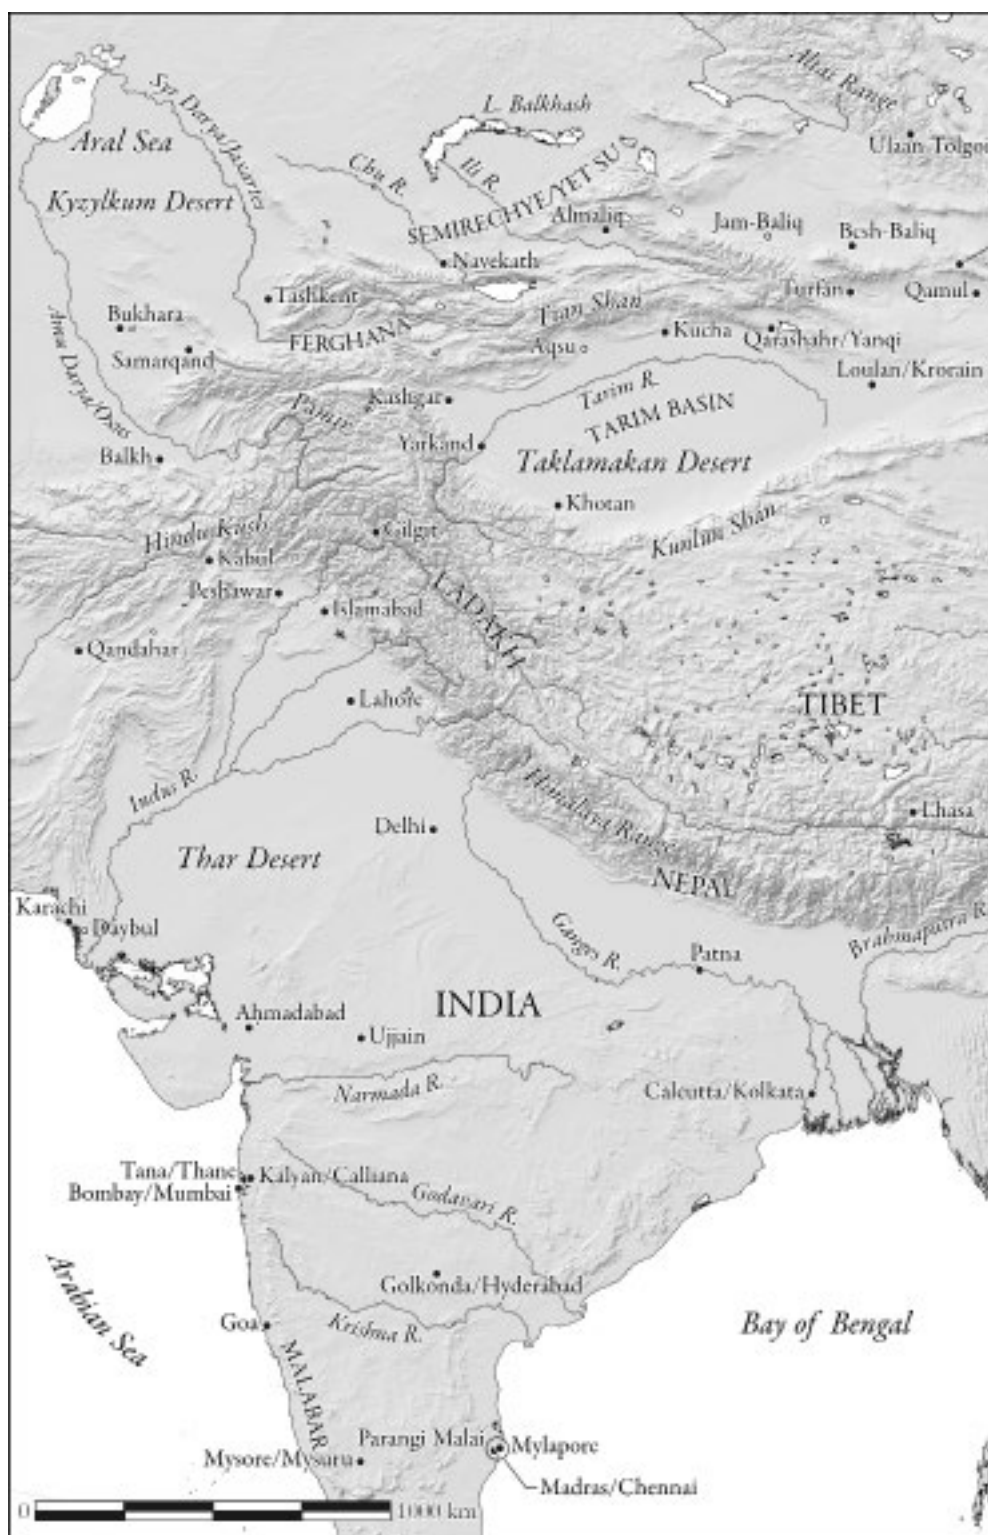 Altai Range
Syr Darya/Jaxartes
L. Balkhash
Aral Sea
Ulaan Tolgoi
Chu R.
Ili R.
Kyzylkum Desert
SEMIRECHYE/YET SU
Almaliq
Jam-Baliq
Besh-Baliq
Navekath
Tashkent
Turfan
Qumul
Bukhara
Tian Shan
FERGHANA
Kucha
Qarashahr/Yanqi
Samarqand
Aqsu
Amu Darya/Oxus
Loulan/Krorain
Kashgar
Tarim R.
Pamir
TARIM BASIN
Yarkand
Balkh
Taklamakan Desert
Khotan
Hindu Kush
Gilgit
Kunlun Shan
Kabul
Peshawar
LADAKH
Islamabad
Qandahar
Lahore
TIBET
Indus R.
Himalaya Range
Lhasa
Delhi
Thar Desert
NEPAL
Karachi
Daybul
Ganges R.
Brahmaputra R.
Patna
INDIA
Ahmadabad
Ujjain
Narmada R.
Calcutta/Kolkata
Tana/Thane
Kalyan/Calliana
Bombay/Mumbai
Godavari R.
Arabian Sea
Golkonda/Hyderabad
Goa
Krishna R.
Bay of Bengal
MALABAR
Parangi Malai
Mylapore
Mysore/Mysuru
Madras/Chennai
0
1000 km